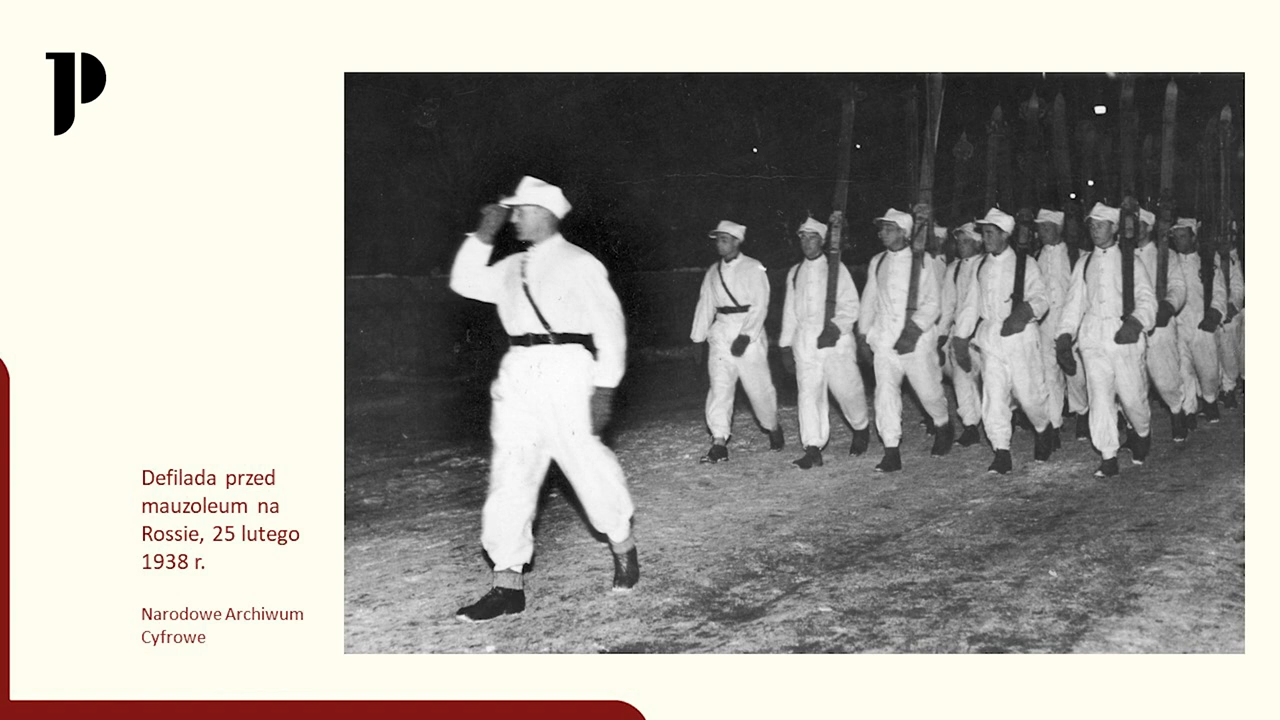 Defilada przed
mauzoleum na
Rossie, 25 lutego
1938 r.
Narodowe Archiwum
Cyfrowe